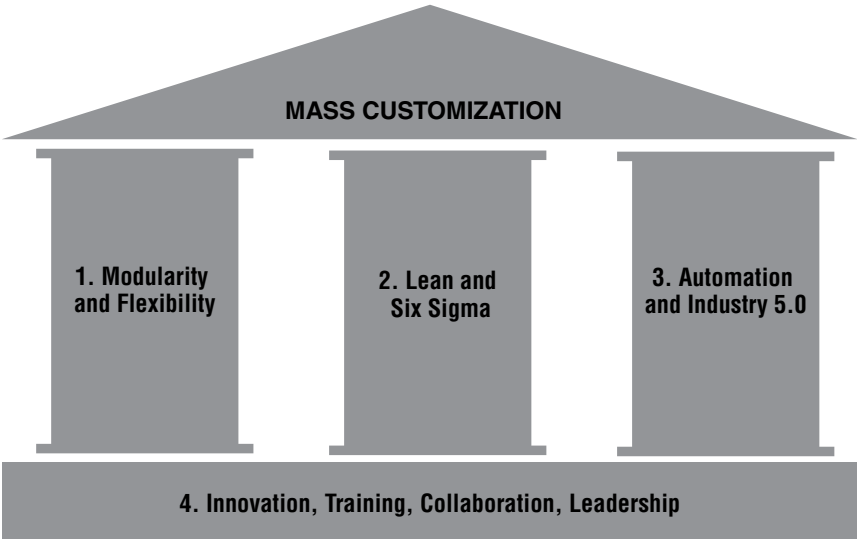 MASS CUSTOMIZATION
1. Modularity
and Flexibility
2. Lean and
Six Sigma
3. Automation
and Industry 5.0
4. Innovation, Training, Collaboration, Leadership